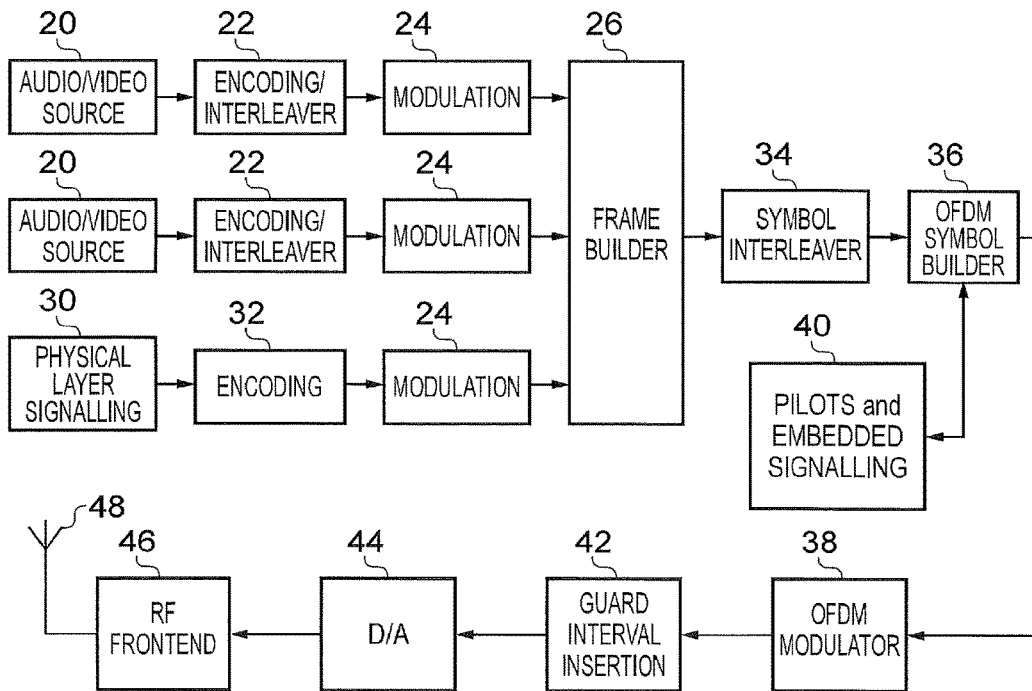 20
22
24
26
AUDIO/VIDEO
SOURCE
ENCODING/
INTERLEAVER
MODULATION
20
22
24
34
36
AUDIO/VIDEO
SOURCE
ENCODING/
INTERLEAVER
MODULATION
FRAME
BUILDER
SYMBOL
INTERLEAVER
OFDM
SYMBOL
BUILDER
30
32
24
40
PHYSICAL
LAYER
SIGNALLING
ENCODING
MODULATION
PILOTS and
EMBEDDED
SIGNALLING
48
46
44
42
38
RF
FRONTEND
D/A
GUARD
INTERVAL
INSERTION
OFDM
MODULATOR